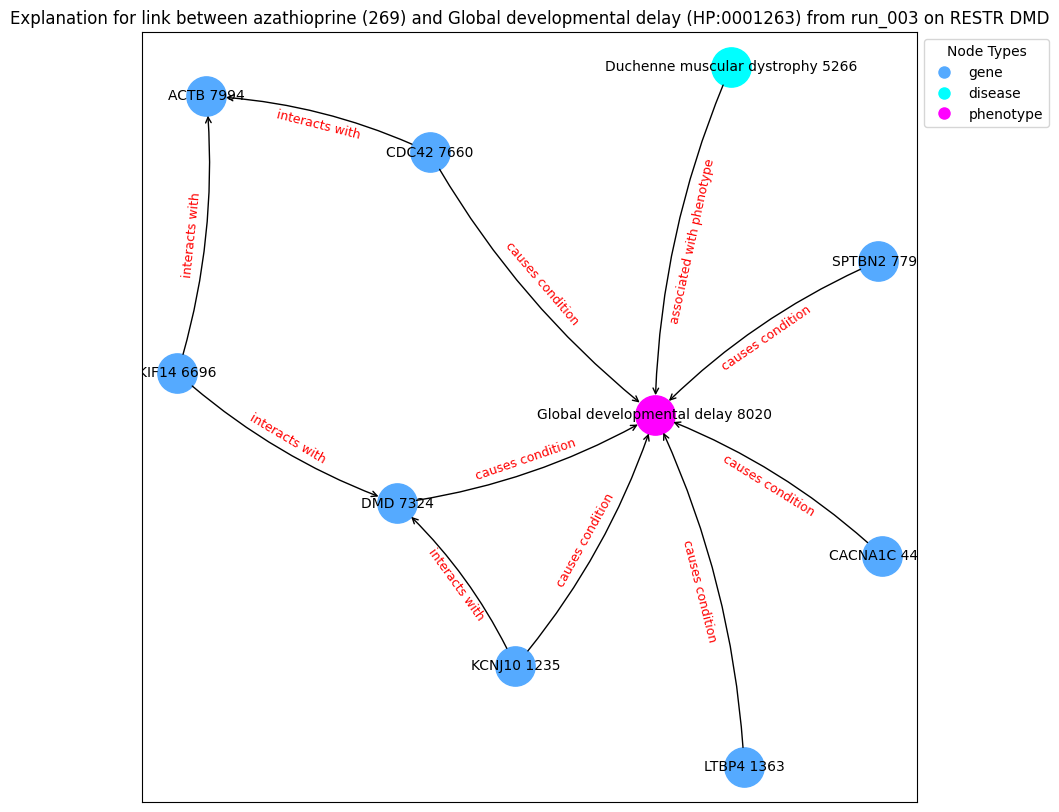 Explanation for link between azathioprine (269) and Global developmental delay (HP:0001263) from run_003 on RESTR DMD
Node Types
gene
disease
phenotype
Duchenne muscular dystrophy 5266
ACTB 7994
interacts with
CDC42 7660
associated with phenotype
interacts with
causes condition
SPTBN2 779
causes condition
KIF14 6696
Global developmental delay 8020
interacts with
causes condition
causes condition
DMD 7324
causes condition
CACNA1C 44
interacts with
causes condition
KCNJ10 1235
LTBP4 1363